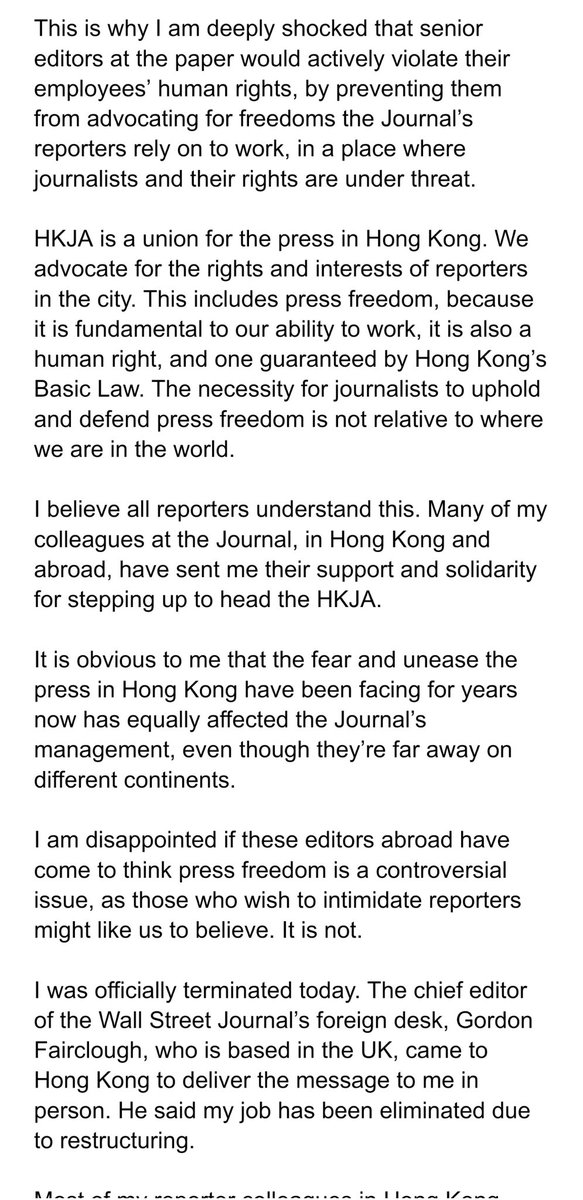 This is why I am deeply shocked that senior
editors at the paper would actively violate their
employees’ human rights, by preventing them
from advocating for freedoms the Journal’s
reporters rely on to work, in a place where
journalists and their rights are under threat.
HKJA is a union for the press in Hong Kong. We
advocate for the rights and interests of reporters
in the city. This includes press freedom, because
it is fundamental to our ability to work, it is also a
human right, and one guaranteed by Hong Kong’s
Basic Law. The necessity for journalists to uphold
and defend press freedom is not relative to where
we are in the world.
I believe all reporters understand this. Many of my
colleagues at the Journal, in Hong Kong and
abroad, have sent me their support and solidarity
for stepping up to head the HKJA.
It is obvious to me that the fear and unease the
press in Hong Kong have been facing for years
now has equally affected the Journal’s
management, even though they’re far away on
different continents.
I am disappointed if these editors abroad have
come to think press freedom is a controversial
issue, as those who wish to intimidate reporters
might like us to believe. It is not.
I was officially terminated today. The chief editor
of the Wall Street Journal’s foreign desk, Gordon
Fairclough, who is based in the UK, came to
Hong Kong to deliver the message to me in
person. He said my job has been eliminated due
to restructuring.